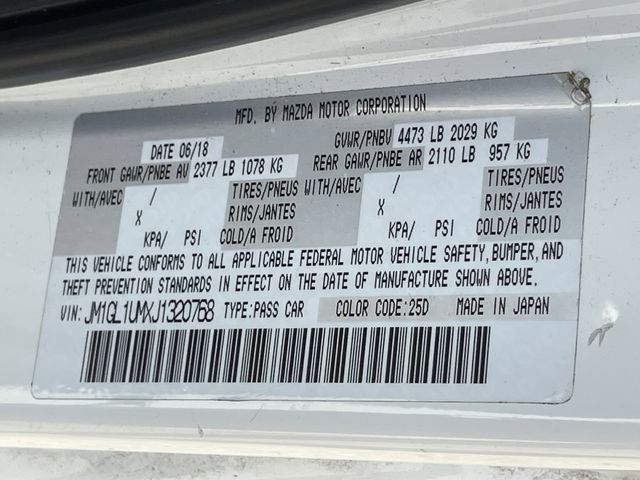 MFD. BY MAZDA MOTOR CORPORATION
DATE 06/18 GVWR/PNBV 4473 LB 2029 KG
FRONT GAWR/PNBE AV 2377 LB 1078 KG REAR GAWR/PNBE AR 2110 LB 957 KG
WITH/AVEC / TIRES/PNEUS WITH/AVEC / TIRES/PNEUS
X RIMS/JANTES X RIMS/JANTES
KPA/ PSI COLD/A FROID KPA/ PSI COLD/A FROID
THIS VEHICLE CONFORMS TO ALL APPLICABLE FEDERAL MOTOR VEHICLE SAFETY, BUMPER, AND
THEFT PREVENTION STANDARDS IN EFFECT ON THE DATE OF MANUFACTURE SHOWN ABOVE.
VIN: JM1GL1UMXJ1320768 TYPE:PASS CAR COLOR CODE:25D MADE IN JAPAN